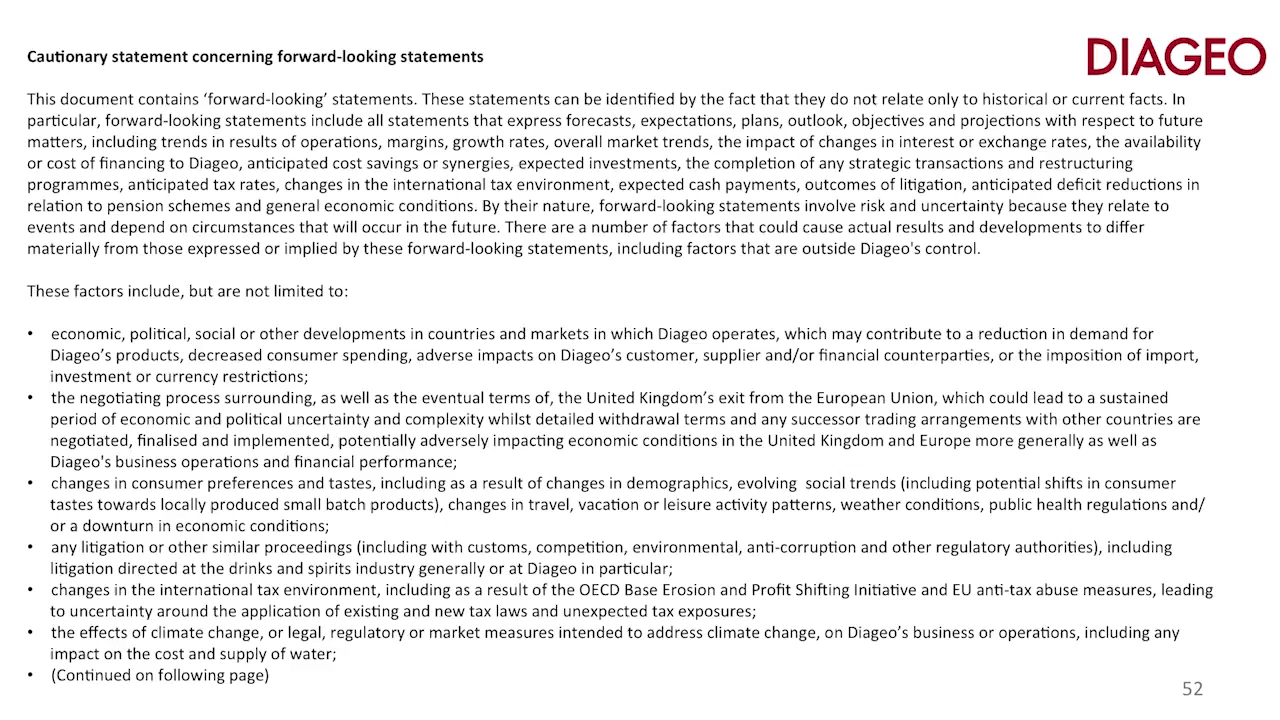 DIAGEO
Cautionary statement concerning forward-looking statements
This document contains ‘forward-looking’ statements. These statements can be identified by the fact that they do not relate only to historical or current facts. In
particular, forward-looking statements include all statements that express forecasts, expectations, plans, outlook, objectives and projections with respect to future
matters, including trends in results of operations, margins, growth rates, overall market trends, the impact of changes in interest or exchange rates, the availability
or cost of financing to Diageo, anticipated cost savings or synergies, expected investments, the completion of any strategic transactions and restructuring
programmes, anticipated tax rates, changes in the international tax environment, expected cash payments, outcomes of litigation, anticipated deficit reductions in
relation to pension schemes and general economic conditions. By their nature, forward-looking statements involve risk and uncertainty because they relate to
events and depend on circumstances that will occur in the future. There are a number of factors that could cause actual results and developments to differ
materially from those expressed or implied by these forward-looking statements, including factors that are outside Diageo's control.
These factors include, but are not limited to:
• economic, political, social or other developments in countries and markets in which Diageo operates, which may contribute to a reduction in demand for
Diageo’s products, decreased consumer spending, adverse impacts on Diageo’s customer, supplier and/or financial counterparties, or the imposition of import,
investment or currency restrictions;
• the negotiating process surrounding, as well as the eventual terms of, the United Kingdom’s exit from the European Union, which could lead to a sustained
period of economic and political uncertainty and complexity whilst detailed withdrawal terms and any successor trading arrangements with other countries are
negotiated, finalised and implemented, potentially adversely impacting economic conditions in the United Kingdom and Europe more generally as well as
Diageo's business operations and financial performance;
• changes in consumer preferences and tastes, including as a result of changes in demographics, evolving  social trends (including potential shifts in consumer
tastes towards locally produced small batch products), changes in travel, vacation or leisure activity patterns, weather conditions, public health regulations and/
or a downturn in economic conditions;
• any litigation or other similar proceedings (including with customs, competition, environmental, anti-corruption and other regulatory authorities), including
litigation directed at the drinks and spirits industry generally or at Diageo in particular;
• changes in the international tax environment, including as a result of the OECD Base Erosion and Profit Shifting Initiative and EU anti-tax abuse measures, leading
to uncertainty around the application of existing and new tax laws and unexpected tax exposures;
• the effects of climate change, or legal, regulatory or market measures intended to address climate change, on Diageo’s business or operations, including any
impact on the cost and supply of water;
• (Continued on following page)
52